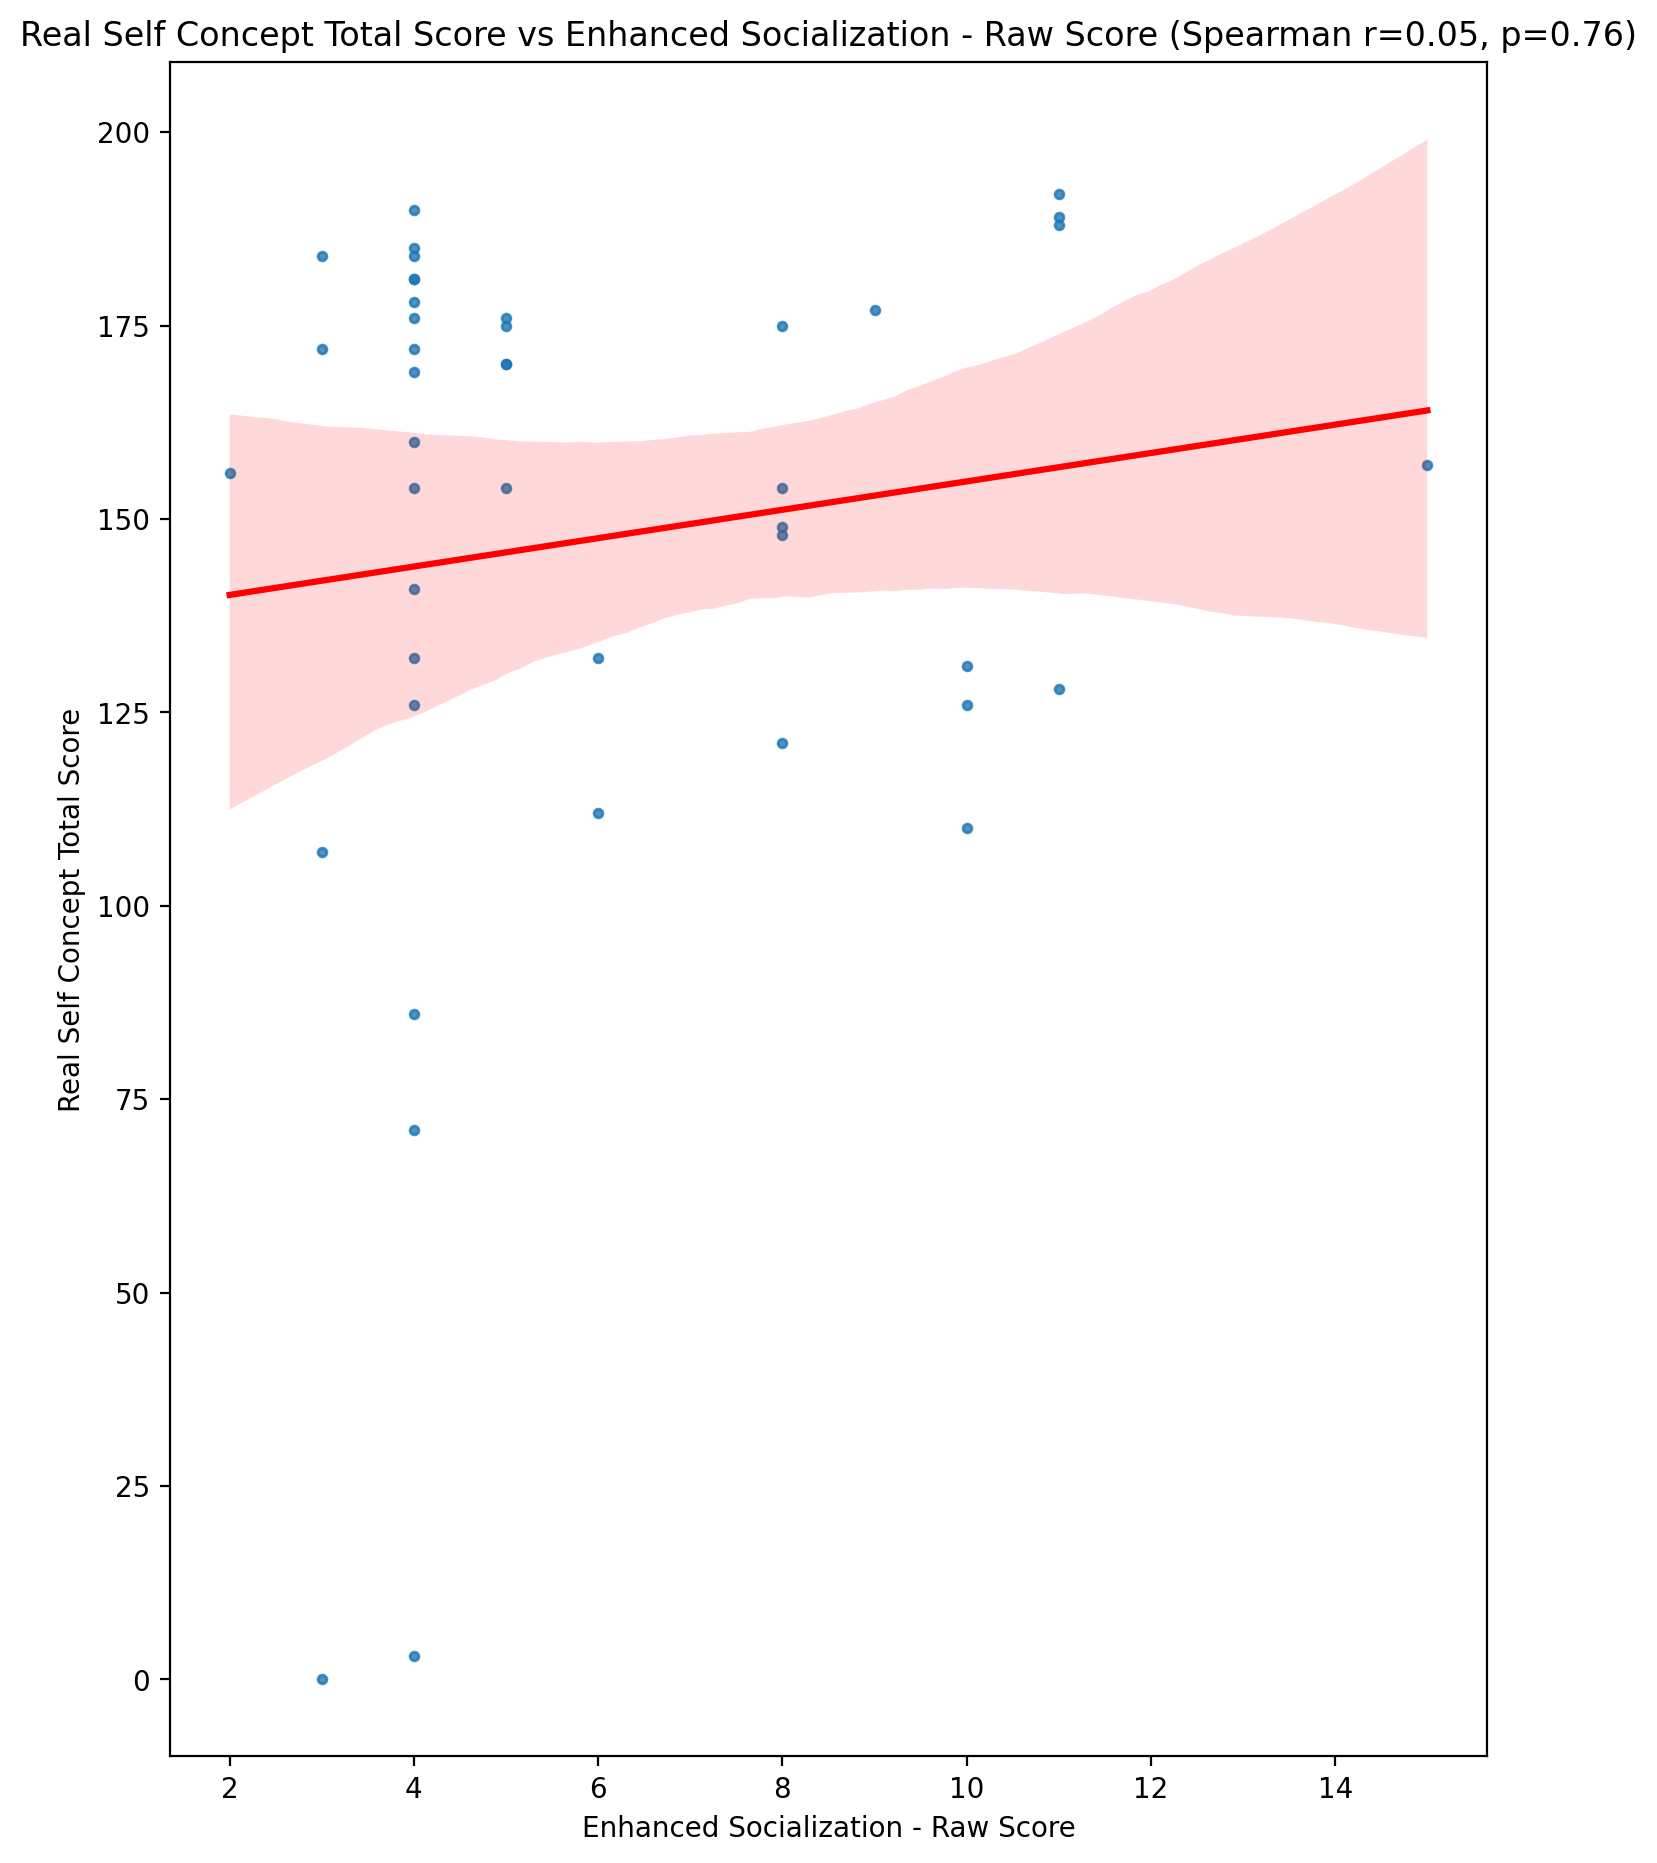 Real Self Concept Total Score vs Enhanced Socialization - Raw Score (Spearman r=0.05, p=0.76)
200
175
150
125
100
75
50
25
0
Real Self Concept Total Score
2 4 6 8 10 12 14
Enhanced Socialization - Raw Score